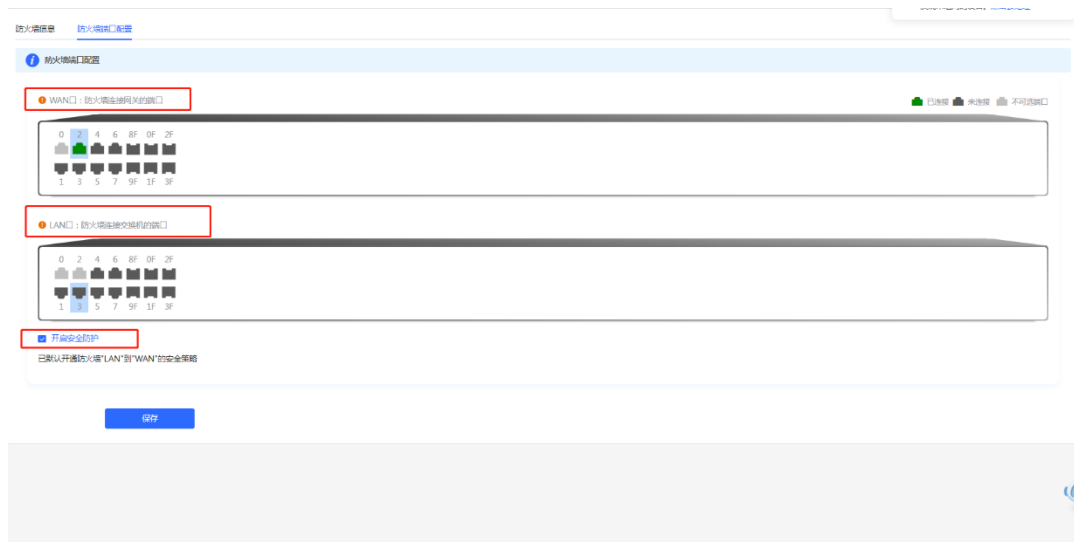 防火墙信息 防火墙端口配置
防火墙端口配置
WAN口：防火墙连接网关的端口
已连接 未连接 不可选端口
0 2 4 6 8F 0F 2F
1 3 5 7 9F 1F 3F
LAN口：防火墙连接交换机的端口
0 2 4 6 8F 0F 2F
1 3 5 7 9F 1F 3F
开启安全防护
已默认开通防火墙"LAN"到"WAN"的安全策略
保存